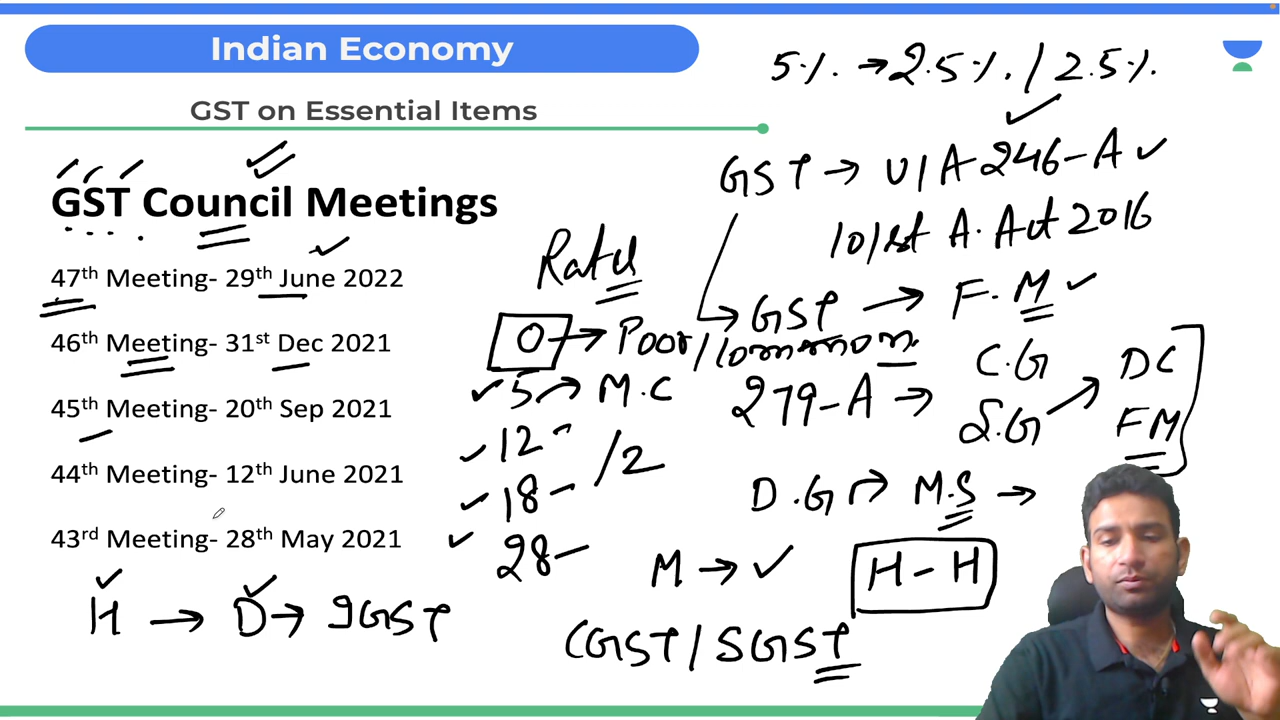 Indian Economy
GST on Essential Items
5% → 2.5% / 2.5%
GST → U/A 246-A
101st A. Act 2016
GST Council Meetings
47th Meeting- 29th June 2022
46th Meeting- 31st Dec 2021
45th Meeting- 20th Sep 2021
44th Meeting- 12th June 2021
43rd Meeting- 28th May 2021
Rates
0 → Poor/common
5 → M.C
12
18 - /2
28 -
→ GST → F.M
279-A → C.G
S.G
DC
FM
D.G → M.S →
M → H - H
CGST / SGST
H → D → IGST